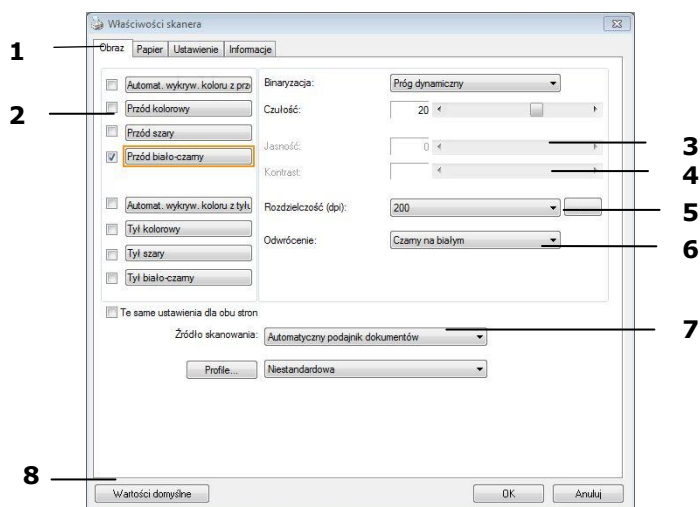 Właściwości skanera
1
Obraz Papier Ustawienie Informacje
2
Automat. wykryw. koloru z prze
Przód kolorowy
Przód szary
Przód biało-czarny
Automat. wykryw. koloru z tyłu
Tył kolorowy
Tył szary
Tył biało-czarny
Binaryzacja: Próg dynamiczny
Czułość: 20
Jasność: 0 3
Kontrast: 4
Rozdzielczość (dpi): 200 5
Odwrócenie: Czarny na białym 6
Te same ustawienia dla obu stron
Źródło skanowania: Automatyczny podajnik dokumentów 7
Profile... Niestandardowa
8
Wartości domyślne OK Anuluj